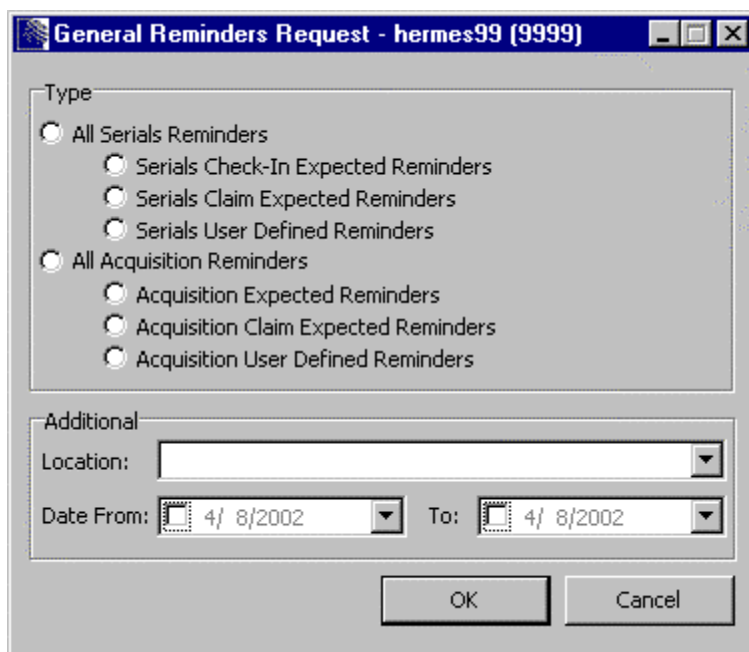 General Reminders Request - hermes99 (9999)
Type
All Serials Reminders
Serials Check-In Expected Reminders
Serials Claim Expected Reminders
Serials User Defined Reminders
All Acquisition Reminders
Acquisition Expected Reminders
Acquisition Claim Expected Reminders
Acquisition User Defined Reminders
Additional
Location:
Date From: 4/ 8/2002 To: 4/ 8/2002
OK Cancel